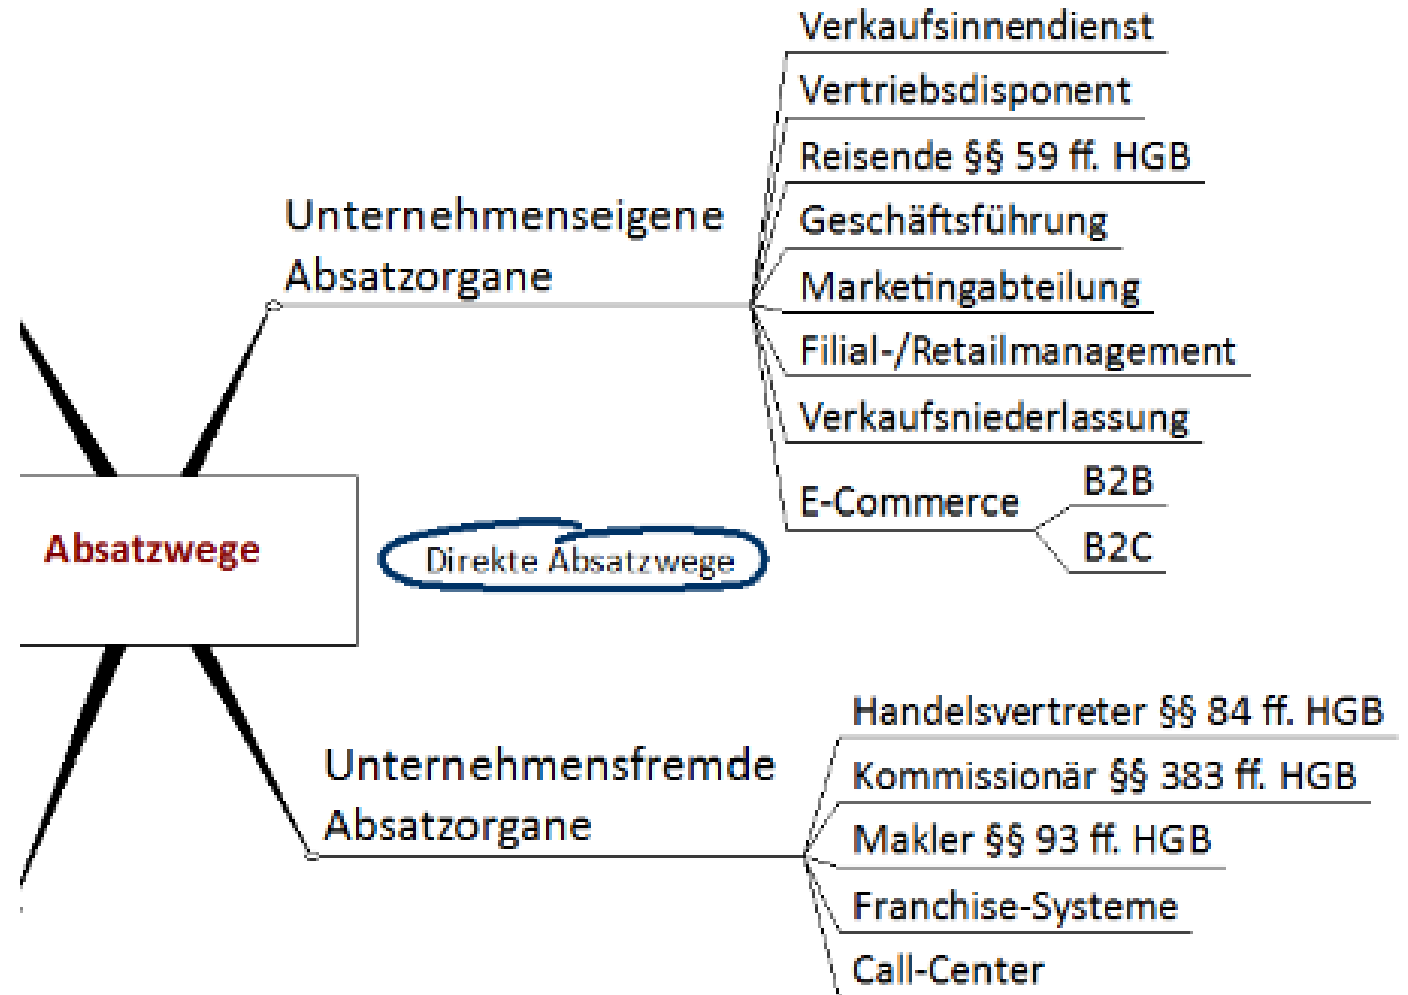 Verkaufsinnendienst
Vertriebsdisponent
Reisende §§ 59 ff. HGB
Unternehmenseigene
Absatzorgane
Geschäftsführung
Marketingabteilung
Filial-/Retailmanagement
Verkaufsniederlassung
E-Commerce
B2B
B2C
Absatzwege
Direkte Absatzwege
Unternehmensfremde
Absatzorgane
Handelsvertreter §§ 84 ff. HGB
Kommissionär §§ 383 ff. HGB
Makler §§ 93 ff. HGB
Franchise-Systeme
Call-Center